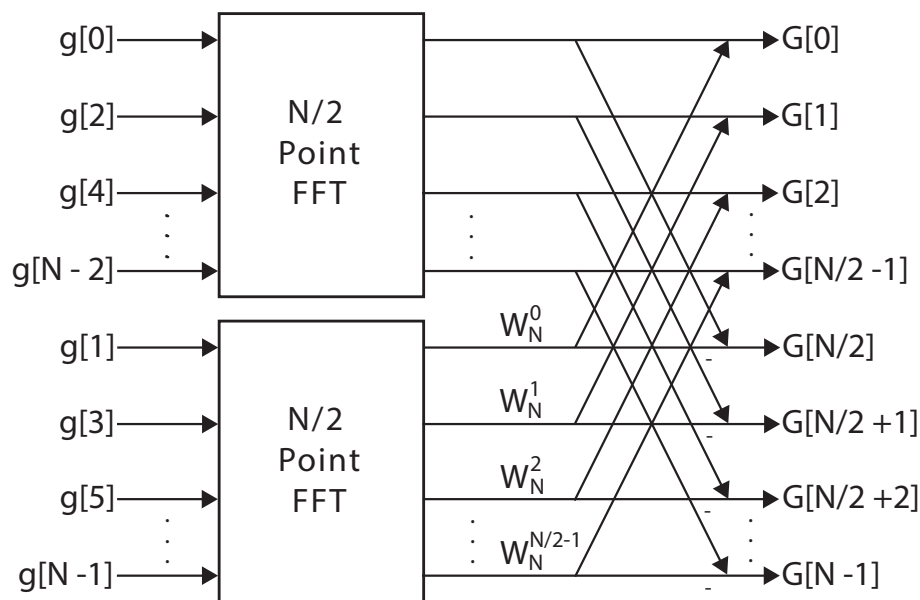 g[0]
g[2]
g[4]
g[N - 2]
g[1]
g[3]
g[5]
g[N -1]
N/2
Point
FFT
N/2
Point
FFT
W_N^0
W_N^1
W_N^2
W_N^{N/2-1}
-
-
-
-
G[0]
G[1]
G[2]
G[N/2 -1]
G[N/2]
G[N/2 +1]
G[N/2 +2]
G[N -1]